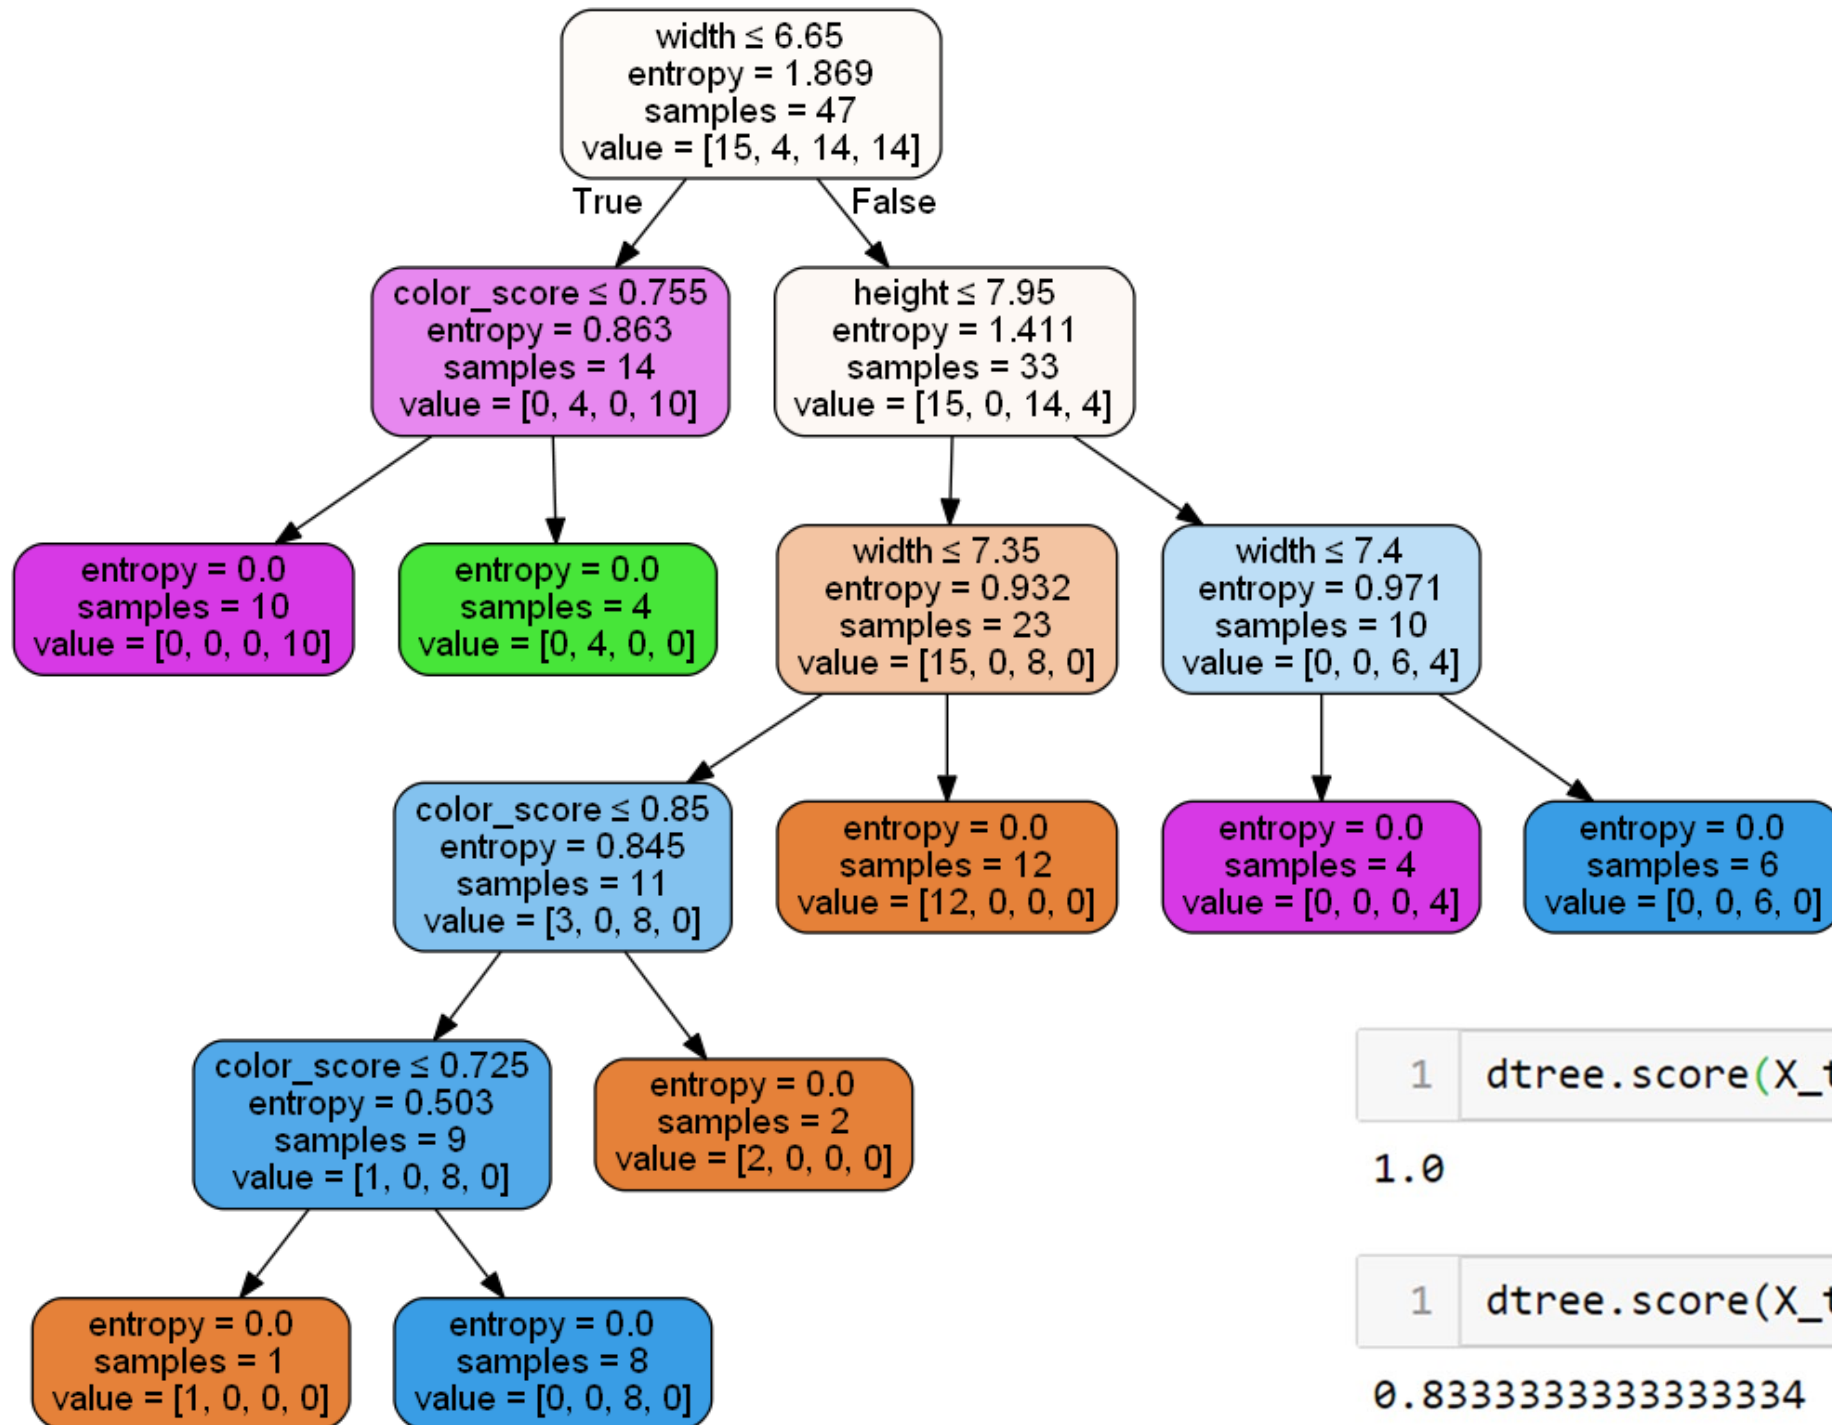 width ≤ 6.65
entropy = 1.869
samples = 47
value = [15, 4, 14, 14]
True
False
color_score ≤ 0.755
entropy = 0.863
samples = 14
value = [0, 4, 0, 10]
height ≤ 7.95
entropy = 1.411
samples = 33
value = [15, 0, 14, 4]
entropy = 0.0
samples = 10
value = [0, 0, 0, 10]
entropy = 0.0
samples = 4
value = [0, 4, 0, 0]
width ≤ 7.35
entropy = 0.932
samples = 23
value = [15, 0, 8, 0]
width ≤ 7.4
entropy = 0.971
samples = 10
value = [0, 0, 6, 4]
color_score ≤ 0.85
entropy = 0.845
samples = 11
value = [3, 0, 8, 0]
entropy = 0.0
samples = 12
value = [12, 0, 0, 0]
entropy = 0.0
samples = 4
value = [0, 0, 0, 4]
entropy = 0.0
samples = 6
value = [0, 0, 6, 0]
color_score ≤ 0.725
entropy = 0.503
samples = 9
value = [1, 0, 8, 0]
entropy = 0.0
samples = 2
value = [2, 0, 0, 0]
entropy = 0.0
samples = 1
value = [1, 0, 0, 0]
entropy = 0.0
samples = 8
value = [0, 0, 8, 0]
1 dtree.score(X_t
1.0
1 dtree.score(X_t
0.8333333333333334